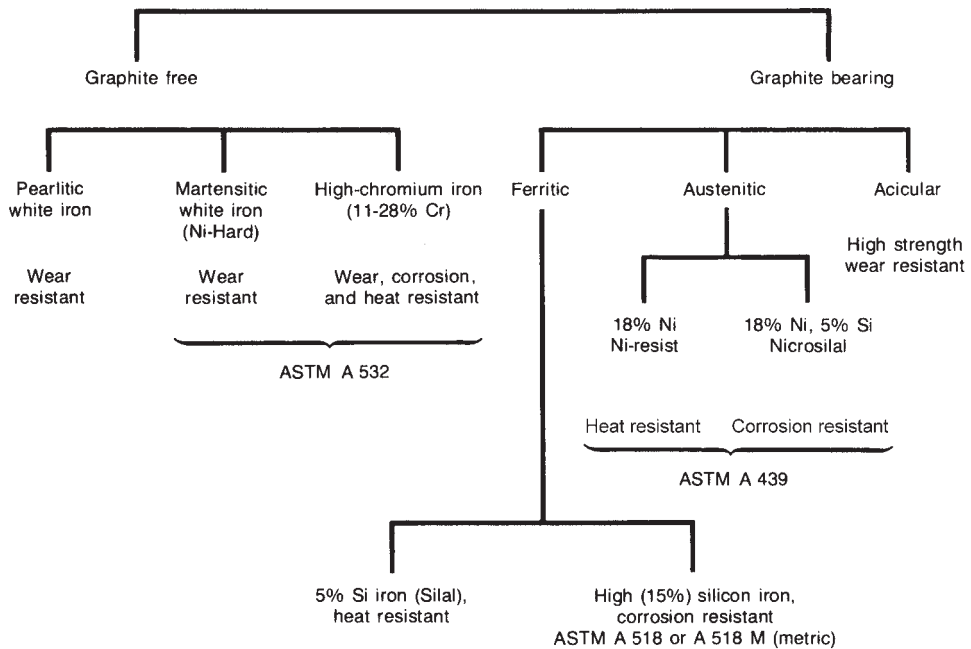 Graphite free
Graphite bearing
Pearlitic
white iron
Martensitic
white iron
(Ni-Hard)
High-chromium iron
(11-28% Cr)
Ferritic
Austenitic
Acicular
Wear
resistant
Wear
resistant
Wear, corrosion,
and heat resistant
High strength
wear resistant
ASTM A 532
18% Ni
Ni-resist
18% Ni, 5% Si
Nicrosilal
Heat resistant
Corrosion resistant
ASTM A 439
5% Si iron (Silal),
heat resistant
High (15%) silicon iron,
corrosion resistant
ASTM A 518 or A 518 M (metric)